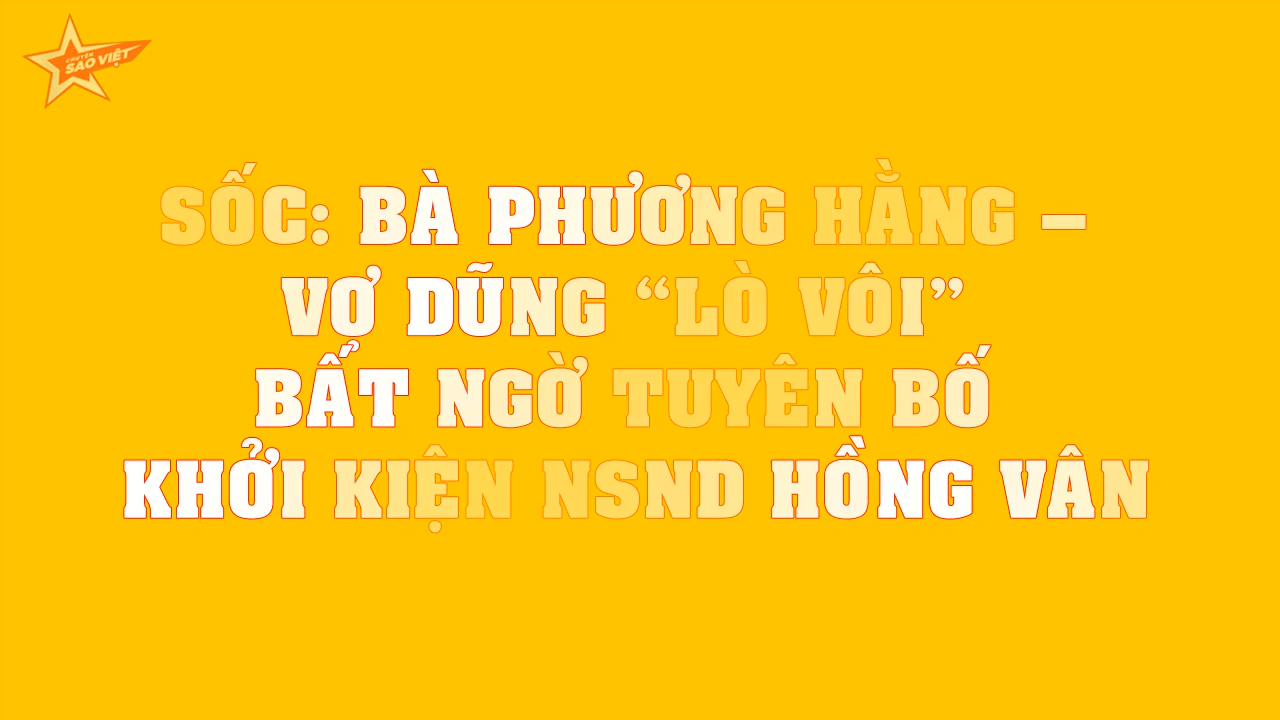 CHUYỆN
SAO VIỆT
SỐC: BÀ PHƯƠNG HẰNG –
VỢ DŨNG “LÒ VÔI”
BẤT NGỜ TUYÊN BỐ
KHỞI KIỆN NSND HỒNG VÂN